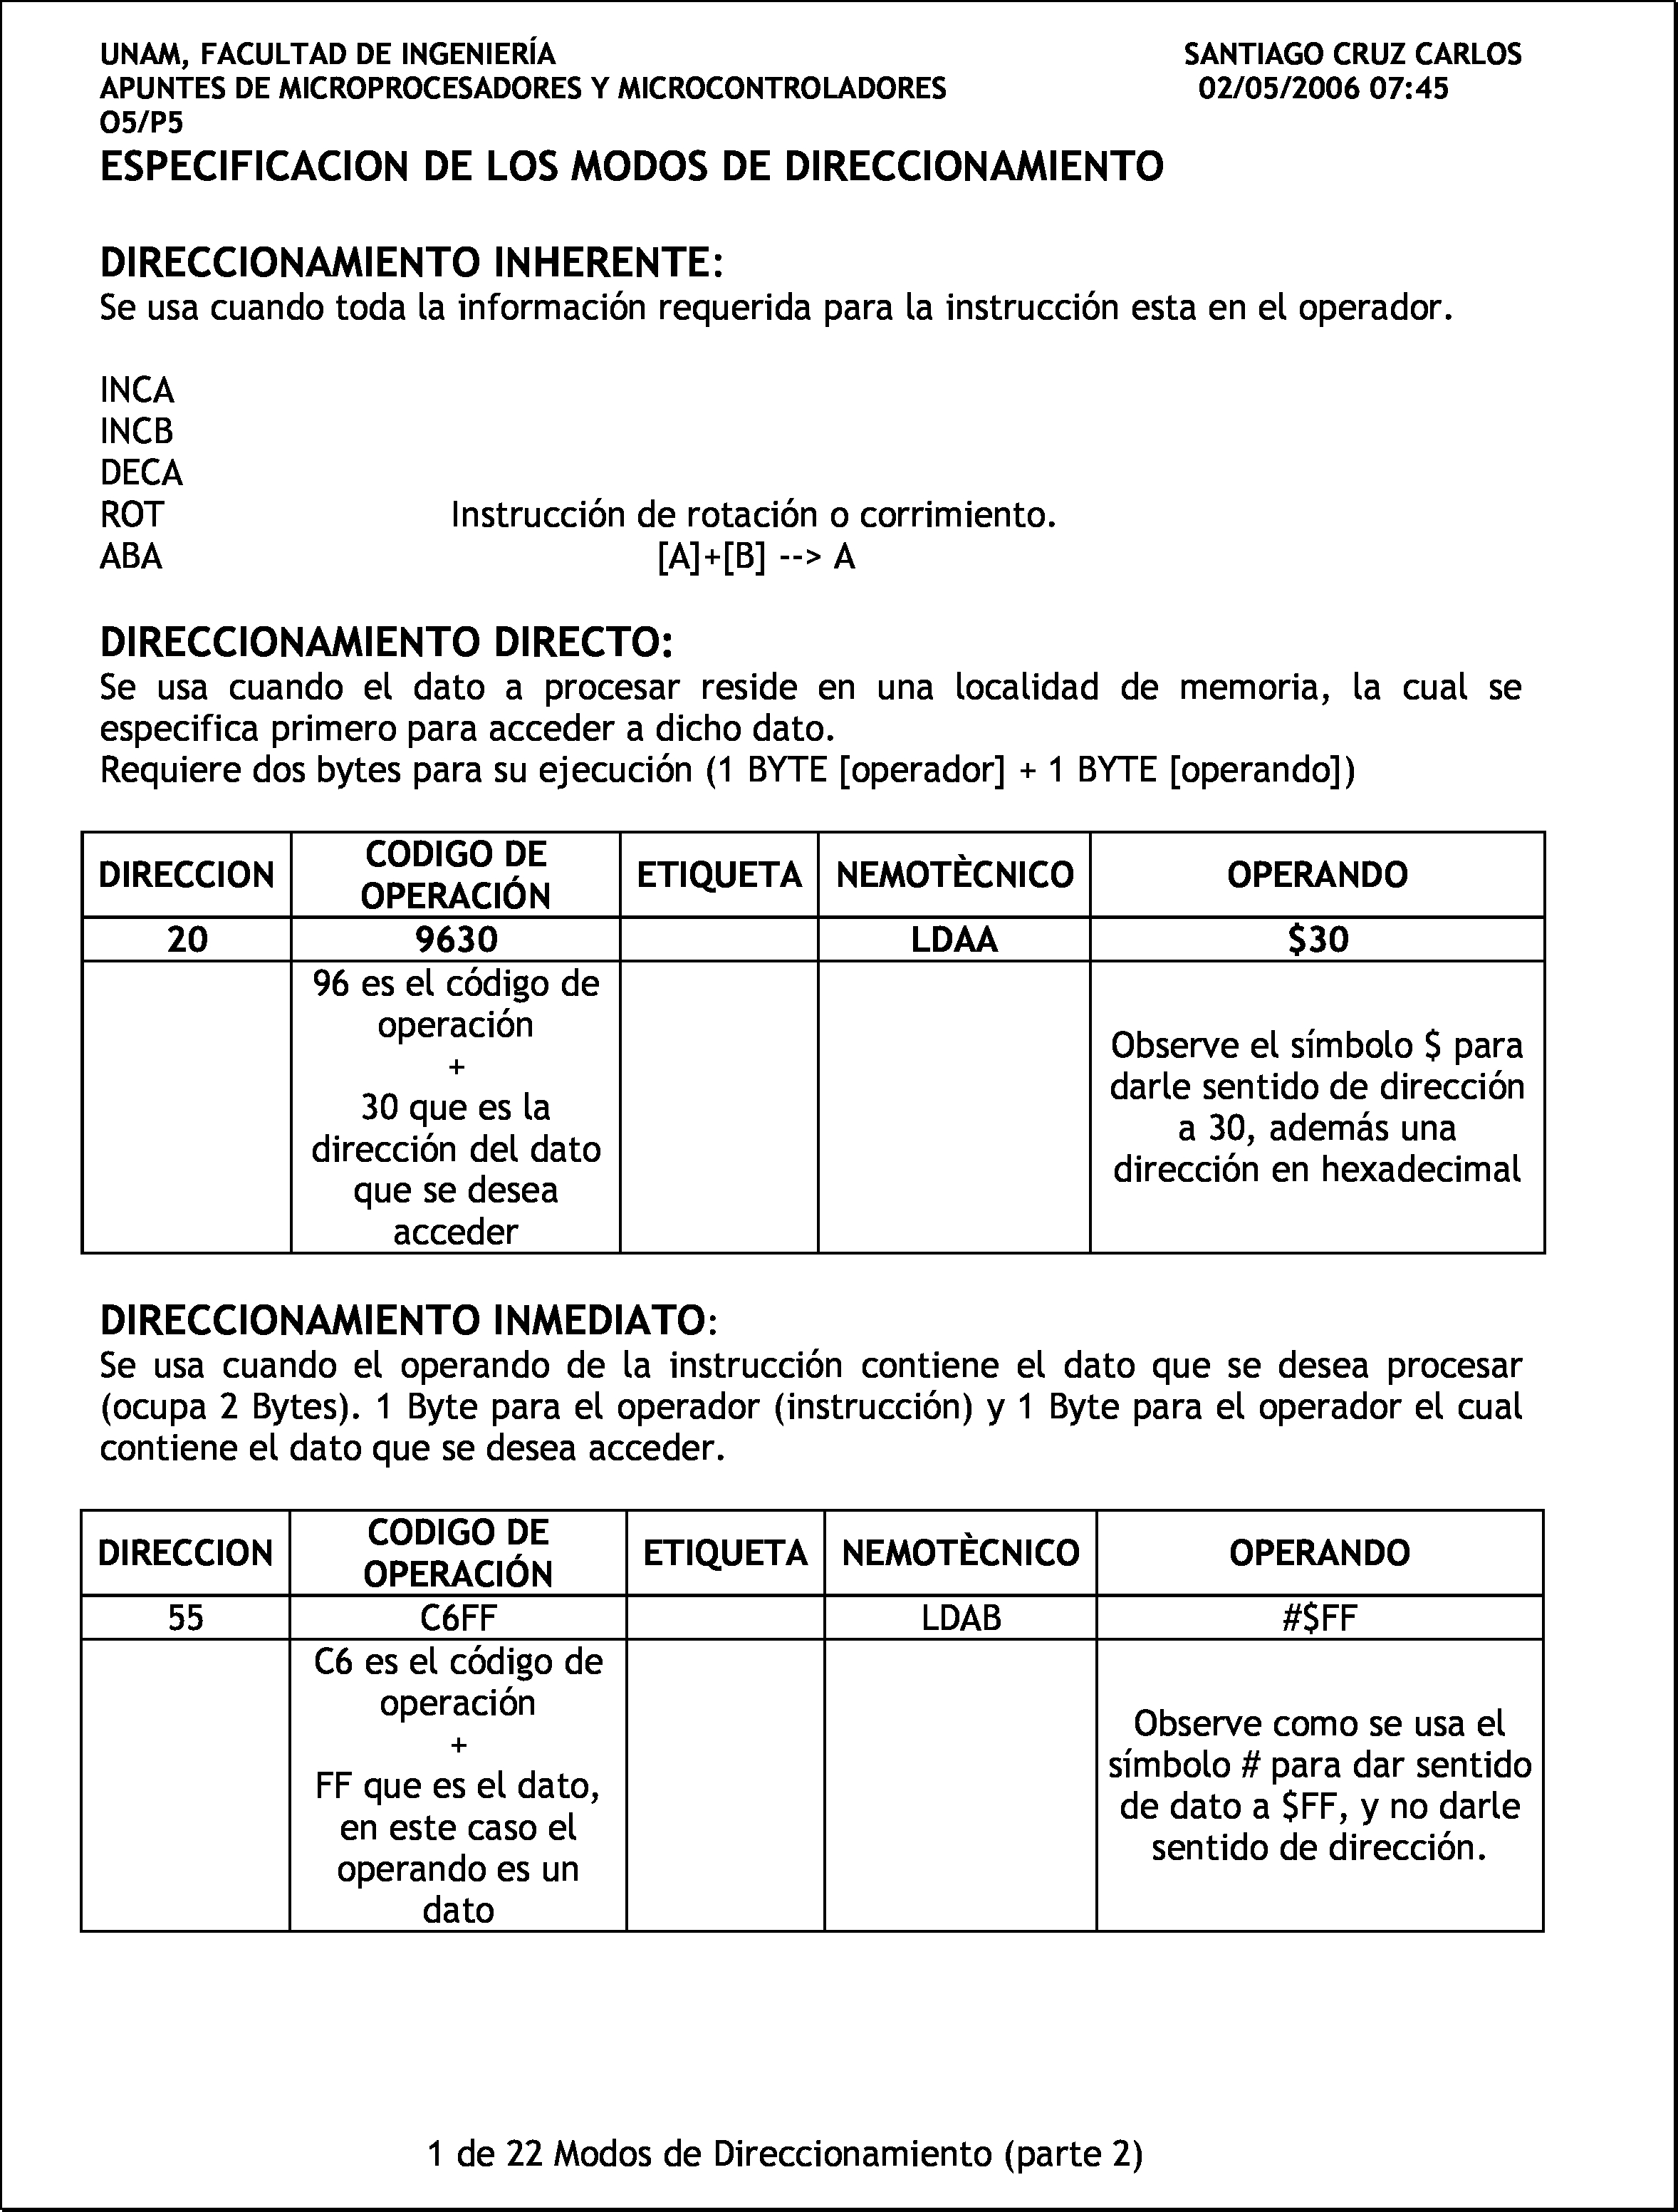 UNAM, FACULTAD DE INGENIERÍA SANTIAGO CRUZ CARLOS
APUNTES DE MICROPROCESADORES Y MICROCONTROLADORES 02/05/2006 07:45
O5/P5
ESPECIFICACION DE LOS MODOS DE DIRECCIONAMIENTO
DIRECCIONAMIENTO INHERENTE:
Se usa cuando toda la información requerida para la instrucción esta en el operador.
INCA
INCB
DECA
ROT Instrucción de rotación o corrimiento.
ABA [A]+[B] --> A
DIRECCIONAMIENTO DIRECTO:
Se usa cuando el dato a procesar reside en una localidad de memoria, la cual se
especifica primero para acceder a dicho dato.
Requiere dos bytes para su ejecución (1 BYTE [operador] + 1 BYTE [operando])
DIRECCION CODIGO DE OPERACIÓN ETIQUETA NEMOTÈCNICO OPERANDO
20 9630 LDAA $30
96 es el código de
operación
+
30 que es la
dirección del dato
que se desea
acceder
Observe el símbolo $ para
darle sentido de dirección
a 30, además una
dirección en hexadecimal
DIRECCIONAMIENTO INMEDIATO:
Se usa cuando el operando de la instrucción contiene el dato que se desea procesar
(ocupa 2 Bytes). 1 Byte para el operador (instrucción) y 1 Byte para el operador el cual
contiene el dato que se desea acceder.
DIRECCION CODIGO DE OPERACIÓN ETIQUETA NEMOTÈCNICO OPERANDO
55 C6FF LDAB #$FF
C6 es el código de
operación
+
FF que es el dato,
en este caso el
operando es un
dato
Observe como se usa el
símbolo # para dar sentido
de dato a $FF, y no darle
sentido de dirección.
1 de 22 Modos de Direccionamiento (parte 2)